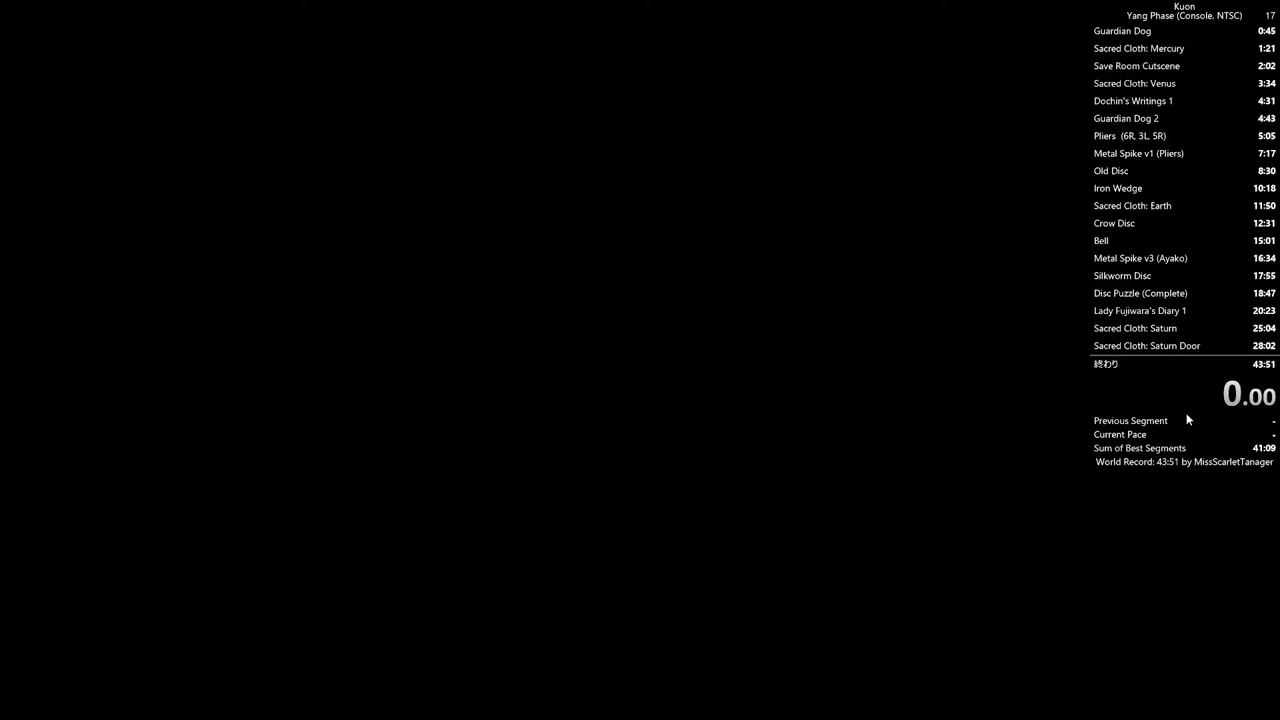 Kuon
Yang Phase (Console, NTSC) 17
Guardian Dog 0:45
Sacred Cloth: Mercury 1:21
Save Room Cutscene 2:02
Sacred Cloth: Venus 3:34
Dochin's Writings 1 4:31
Guardian Dog 2 4:43
Pliers (6R, 3L, 5R) 5:05
Metal Spike v1 (Pliers) 7:17
Old Disc 8:30
Iron Wedge 10:18
Sacred Cloth: Earth 11:50
Crow Disc 12:31
Bell 15:01
Metal Spike v3 (Ayako) 16:34
Silkworm Disc 17:55
Disc Puzzle (Complete) 18:47
Lady Fujiwara's Diary 1 20:23
Sacred Cloth: Saturn 25:04
Sacred Cloth: Saturn Door 28:02
終わり 43:51
0.00
Previous Segment -
Current Pace -
Sum of Best Segments 41:09
World Record: 43:51 by MissScarletTanager